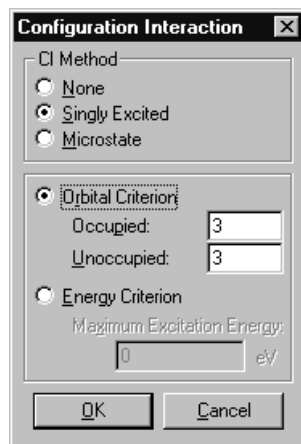 Configuration Interaction
CI Method
None
Singly Excited
Microstate
Orbital Criterion
Occupied: 3
Unoccupied: 3
Energy Criterion
Maximum Excitation Energy:
0 eV
OK Cancel